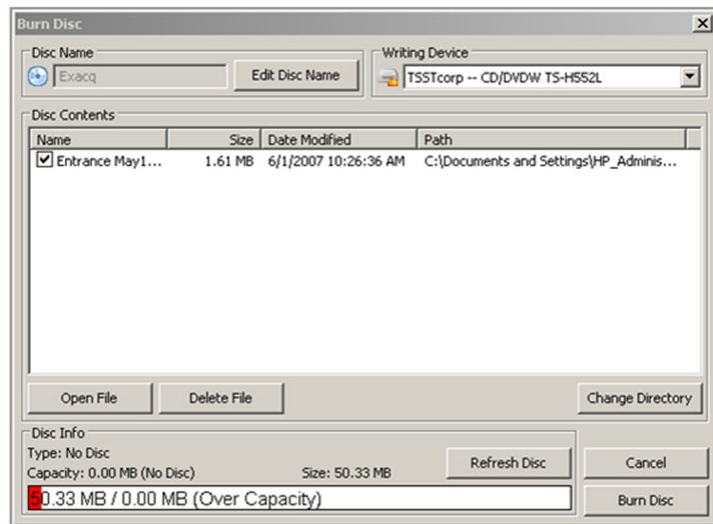 Burn Disc
Disc Name
Exacq
Edit Disc Name
Writing Device
TSSTcorp -- CD/DVDW TS-H552L
Disc Contents
Name Size Date Modified Path
Entrance May1... 1.61 MB 6/1/2007 10:26:36 AM C:\Documents and Settings\HP_Adminis...
Open File Delete File Change Directory
Disc Info
Type: No Disc
Capacity: 0.00 MB (No Disc) Size: 50.33 MB
Refresh Disc
Cancel
50.33 MB / 0.00 MB (Over Capacity)
Burn Disc